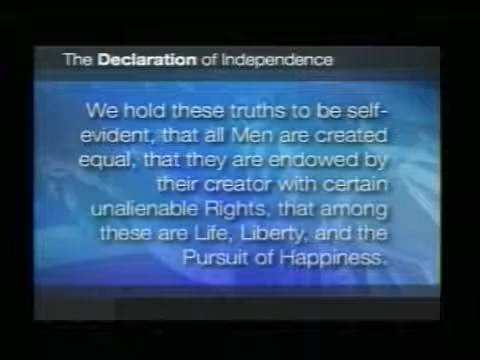 The Declaration of Independence
We hold these truths to be self-
evident, that all Men are created
equal, that they are endowed by
their creator with certain
unalienable Rights, that among
these are Life, Liberty, and the
Pursuit of Happiness.